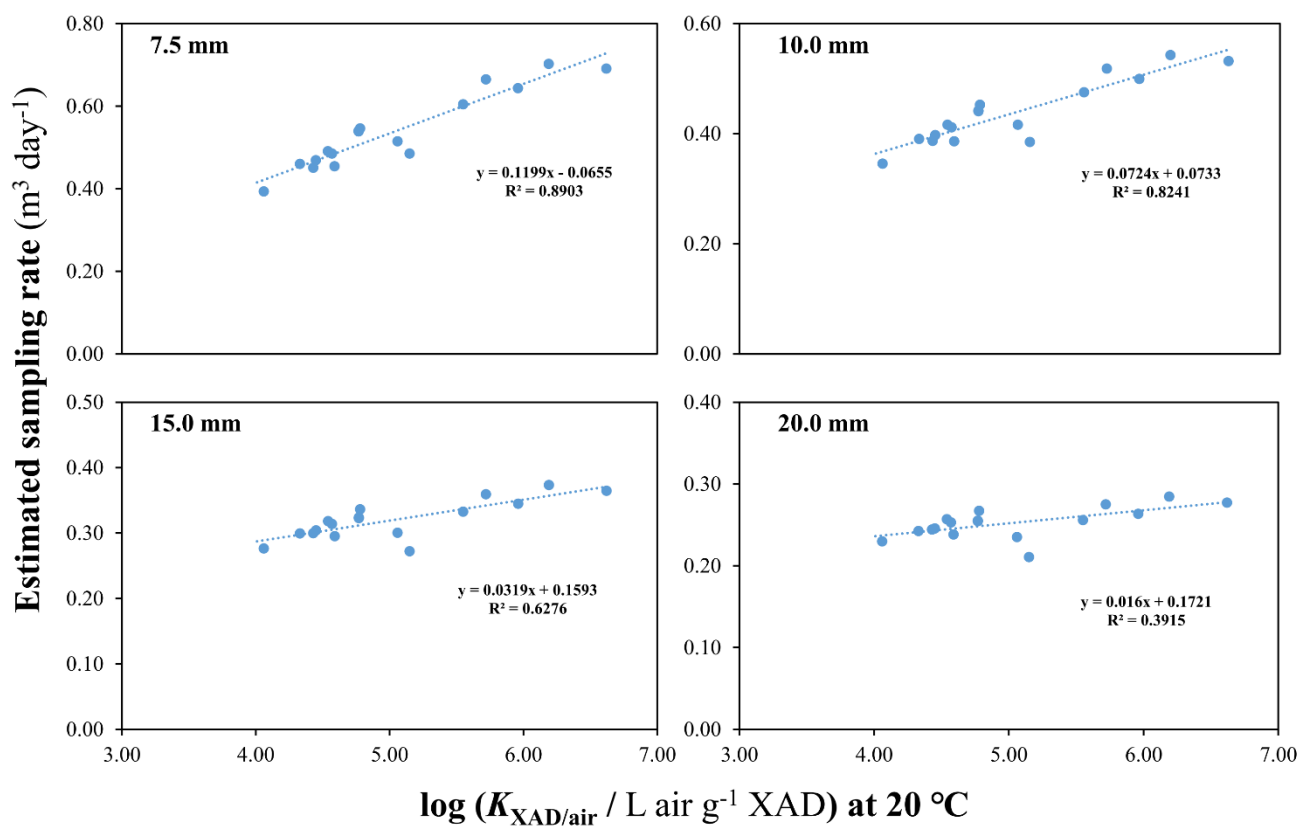 Estimated sampling rate (m³ day⁻¹)
0.80
0.60
0.40
0.20
0.00
7.5 mm
y = 0.1199x - 0.0655
R² = 0.8903
0.60
0.40
0.20
0.00
10.0 mm
y = 0.0724x + 0.0733
R² = 0.8241
0.50
0.40
0.30
0.20
0.10
0.00
15.0 mm
y = 0.0319x + 0.1593
R² = 0.6276
3.00 4.00 5.00 6.00 7.00
0.40
0.30
0.20
0.10
0.00
20.0 mm
y = 0.016x + 0.1721
R² = 0.3915
3.00 4.00 5.00 6.00 7.00
log (K_XAD/air / L air g⁻¹ XAD) at 20 °C